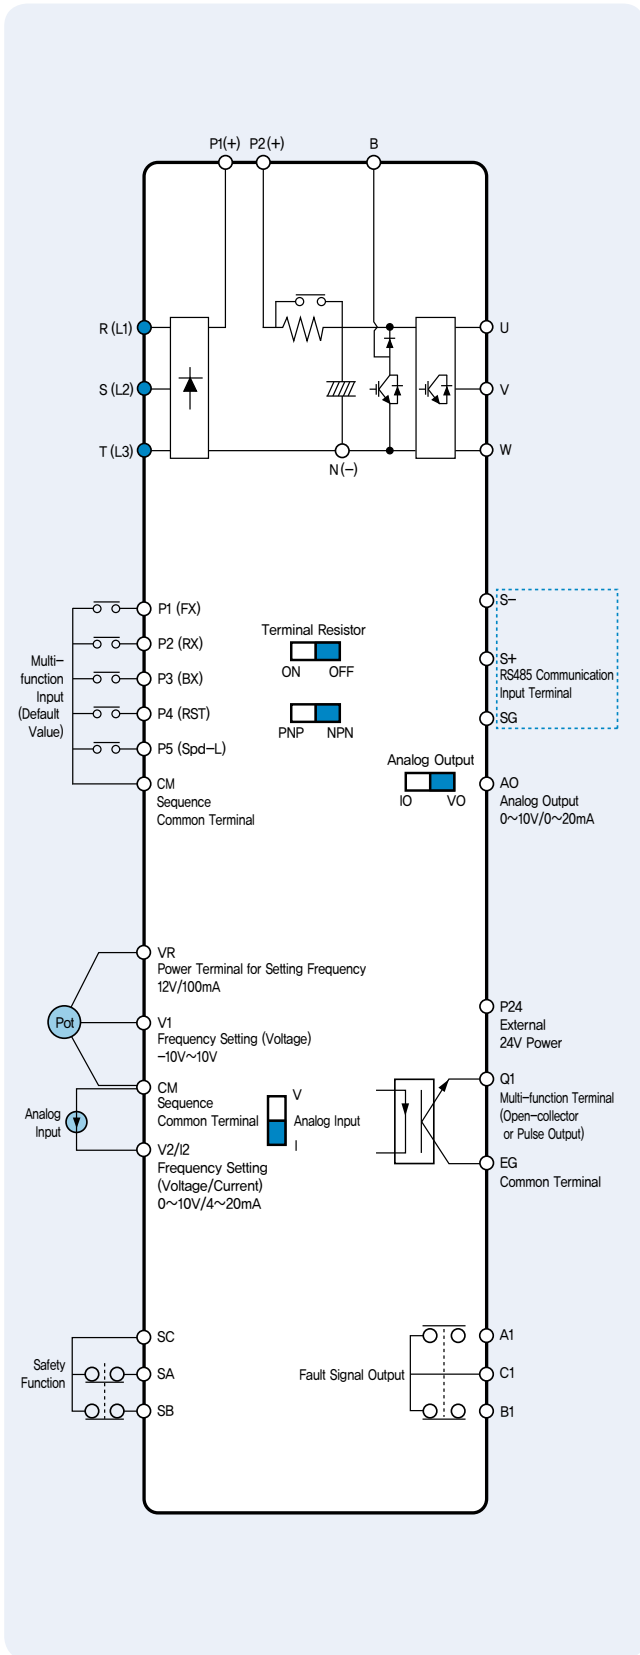 P1(+) P2(+) B
R (L1)
S (L2)
T (L3)
N (−)
U
V
W
Multi−
function
Input
(Default
Value)
P1 (FX)
P2 (RX)
P3 (BX)
P4 (RST)
P5 (Spd−L)
CM
Sequence
Common Terminal
Terminal Resistor
ON OFF
PNP NPN
Analog Output
IO VO
S−
S+
RS485 Communication
Input Terminal
SG
AO
Analog Output
0~10V/0~20mA
Pot
VR
Power Terminal for Setting Frequency
12V/100mA
V1
Frequency Setting (Voltage)
−10V~10V
Analog
Input
CM
Sequence
Common Terminal
V2/I2
Frequency Setting
(Voltage/Current)
0~10V/4~20mA
V
Analog Input
I
P24
External
24V Power
Q1
Multi−function Terminal
(Open−collector
or Pulse Output)
EG
Common Terminal
Safety
Function
SC
SA
SB
Fault Signal Output
A1
C1
B1